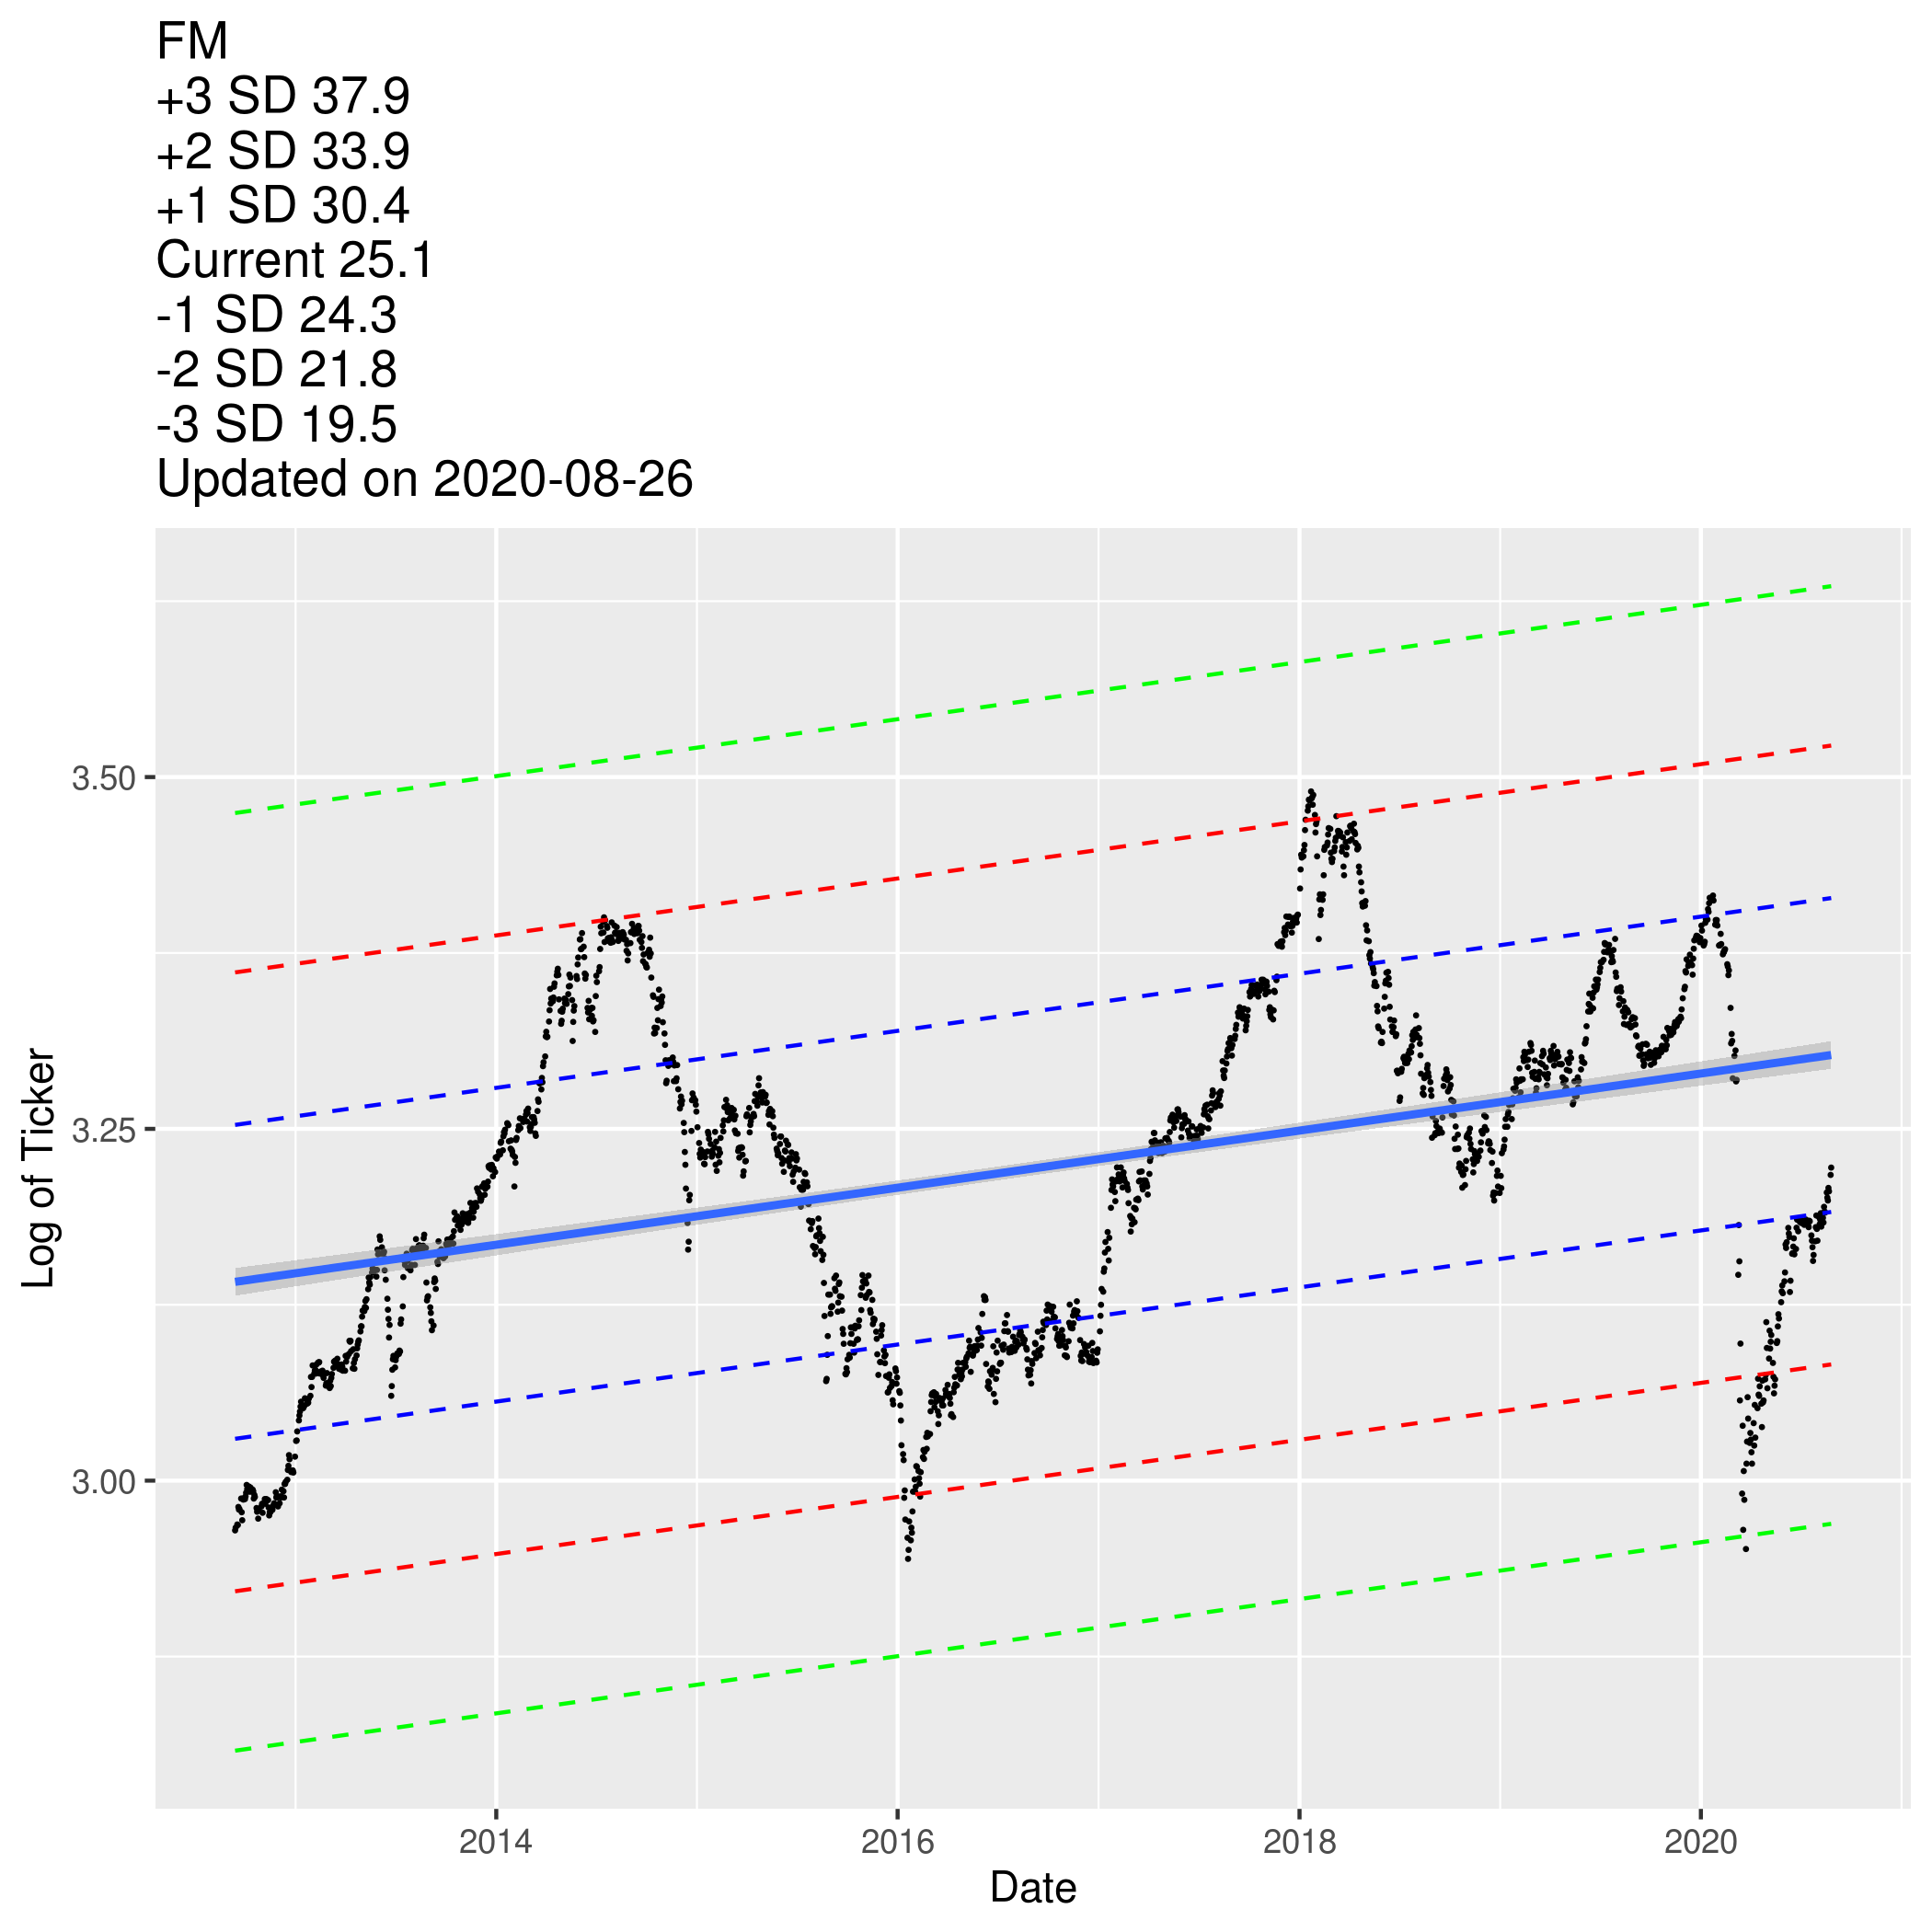 FM
+3 SD 37.9
+2 SD 33.9
+1 SD 30.4
Current 25.1
-1 SD 24.3
-2 SD 21.8
-3 SD 19.5
Updated on 2020-08-26
Log of Ticker
3.50
3.25
3.00
2014 2016 2018 2020
Date